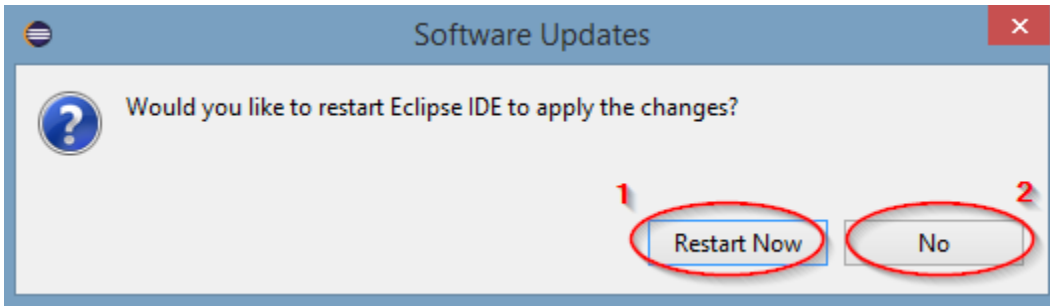 Software Updates
Would you like to restart Eclipse IDE to apply the changes?
1
2
Restart Now
No